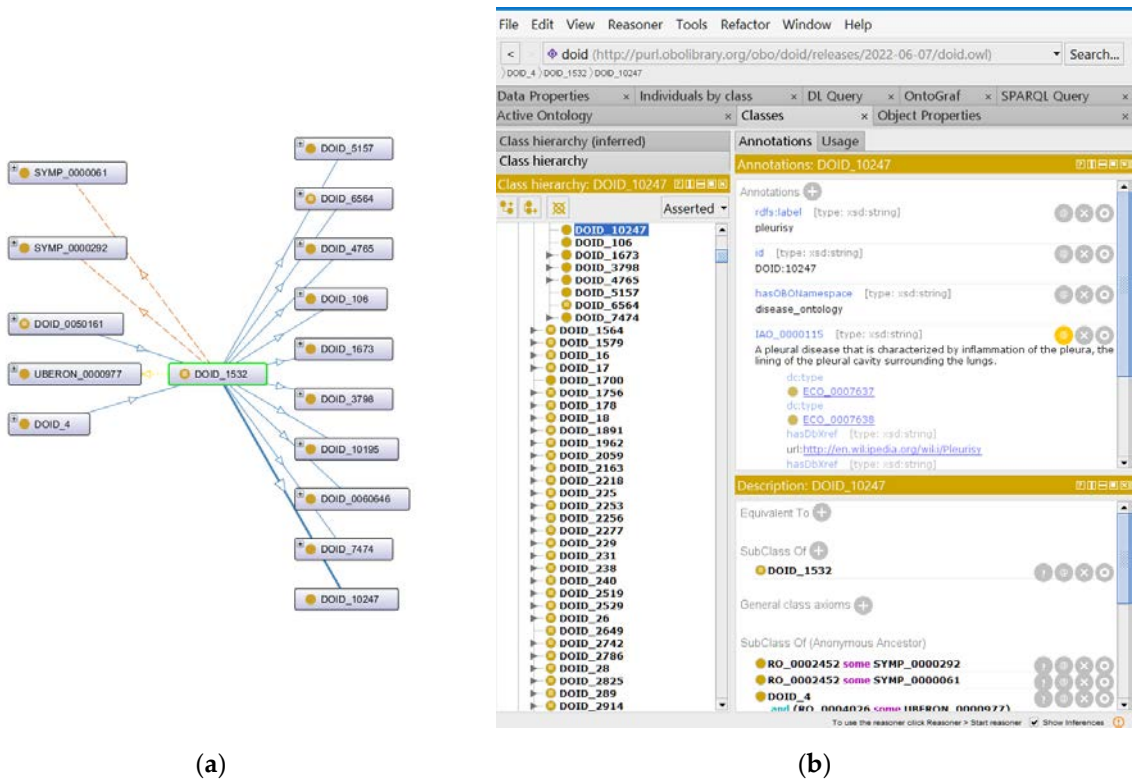 DOID_5157
SYMP_0000061
DOID_6564
SYMP_0000292
DOID_4765
DOID_106
DOID_0050161
DOID_1673
UBERON_0000977
DOID_1532
DOID_3798
DOID_4
DOID_10195
DOID_0060646
DOID_7474
DOID_10247
(a)
File Edit View Reasoner Tools Refactor Window Help
< doid (http://purl.obolibrary.org/obo/doid/releases/2022-06-07/doid.owl) Search...
DOID_4 DOID_1532 DOID_10247
Data Properties × Individuals by class × DL Query × OntoGraf × SPARQL Query ×
Active Ontology × Classes × Object Properties ×
Class hierarchy (inferred)
Class hierarchy
Class hierarchy: DOID_10247
Asserted
DOID_10247
DOID_106
DOID_1673
DOID_3798
DOID_4765
DOID_5157
DOID_6564
DOID_7474
DOID_1564
DOID_1579
DOID_16
DOID_17
DOID_1700
DOID_1756
DOID_178
DOID_18
DOID_1891
DOID_1962
DOID_2059
DOID_2163
DOID_2218
DOID_225
DOID_2253
DOID_2256
DOID_2277
DOID_229
DOID_231
DOID_238
DOID_240
DOID_2519
DOID_2529
DOID_26
DOID_2649
DOID_2742
DOID_2786
DOID_28
DOID_2825
DOID_289
DOID_2914
Annotations Usage
Annotations: DOID_10247
Annotations
rdfs:label [type: xsd:string]
pleurisy
id [type: xsd:string]
DOID:10247
hasOBONamespace [type: xsd:string]
disease_ontology
IAO_0000115 [type: xsd:string]
A pleural disease that is characterized by inflammation of the pleura, the
lining of the pleural cavity surrounding the lungs.
dc:type
ECO_0007637
dc:type
ECO_0007638
hasDbXref [type: xsd:string]
url:http://en.wikipedia.org/wiki/Pleurisy
hasDbXref [type: xsd:string]
Description: DOID_10247
Equivalent To
SubClass Of
DOID_1532
General class axioms
SubClass Of (Anonymous Ancestor)
RO_0002452 some SYMP_0000292
RO_0002452 some SYMP_0000061
DOID_4
and (RO_0004026 some UBERON_0000977)
To use the reasoner click Reasoner > Start reasoner Show Inferences
(b)